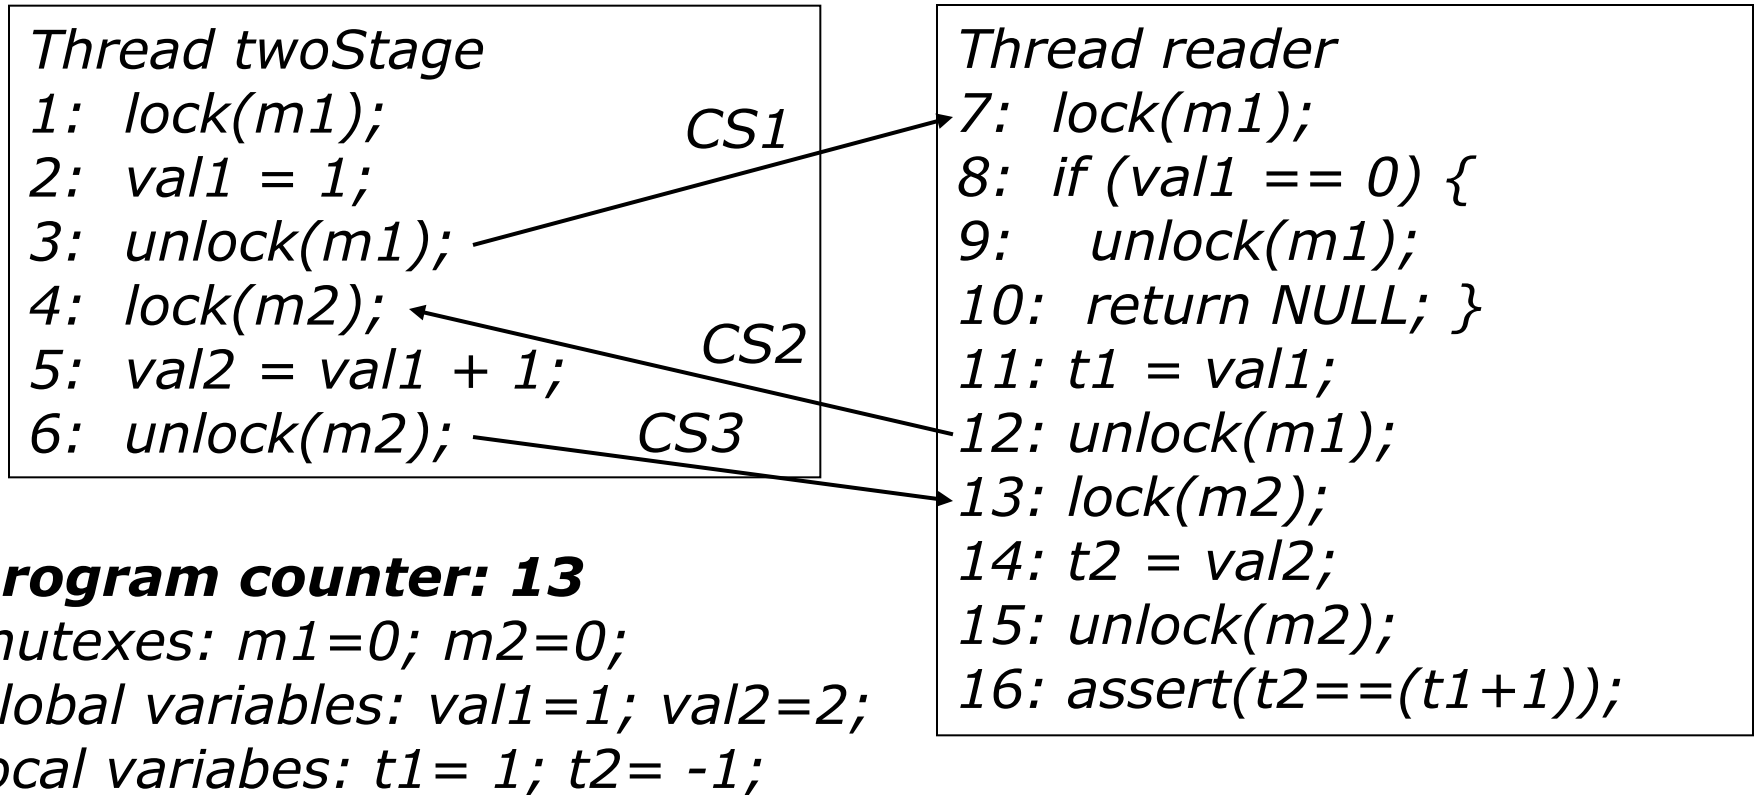 Thread twoStage
1: lock(m1);
2: val1 = 1;
3: unlock(m1);
4: lock(m2);
5: val2 = val1 + 1;
6: unlock(m2);
CS1
CS2
CS3
Thread reader
7: lock(m1);
8: if (val1 == 0) {
9: unlock(m1);
10: return NULL; }
11: t1 = val1;
12: unlock(m1);
13: lock(m2);
14: t2 = val2;
15: unlock(m2);
16: assert(t2==(t1+1));
rogram counter: 13
mutexes: m1=0; m2=0;
lobal variables: val1=1; val2=2;
ocal variabes: t1= 1; t2= -1;